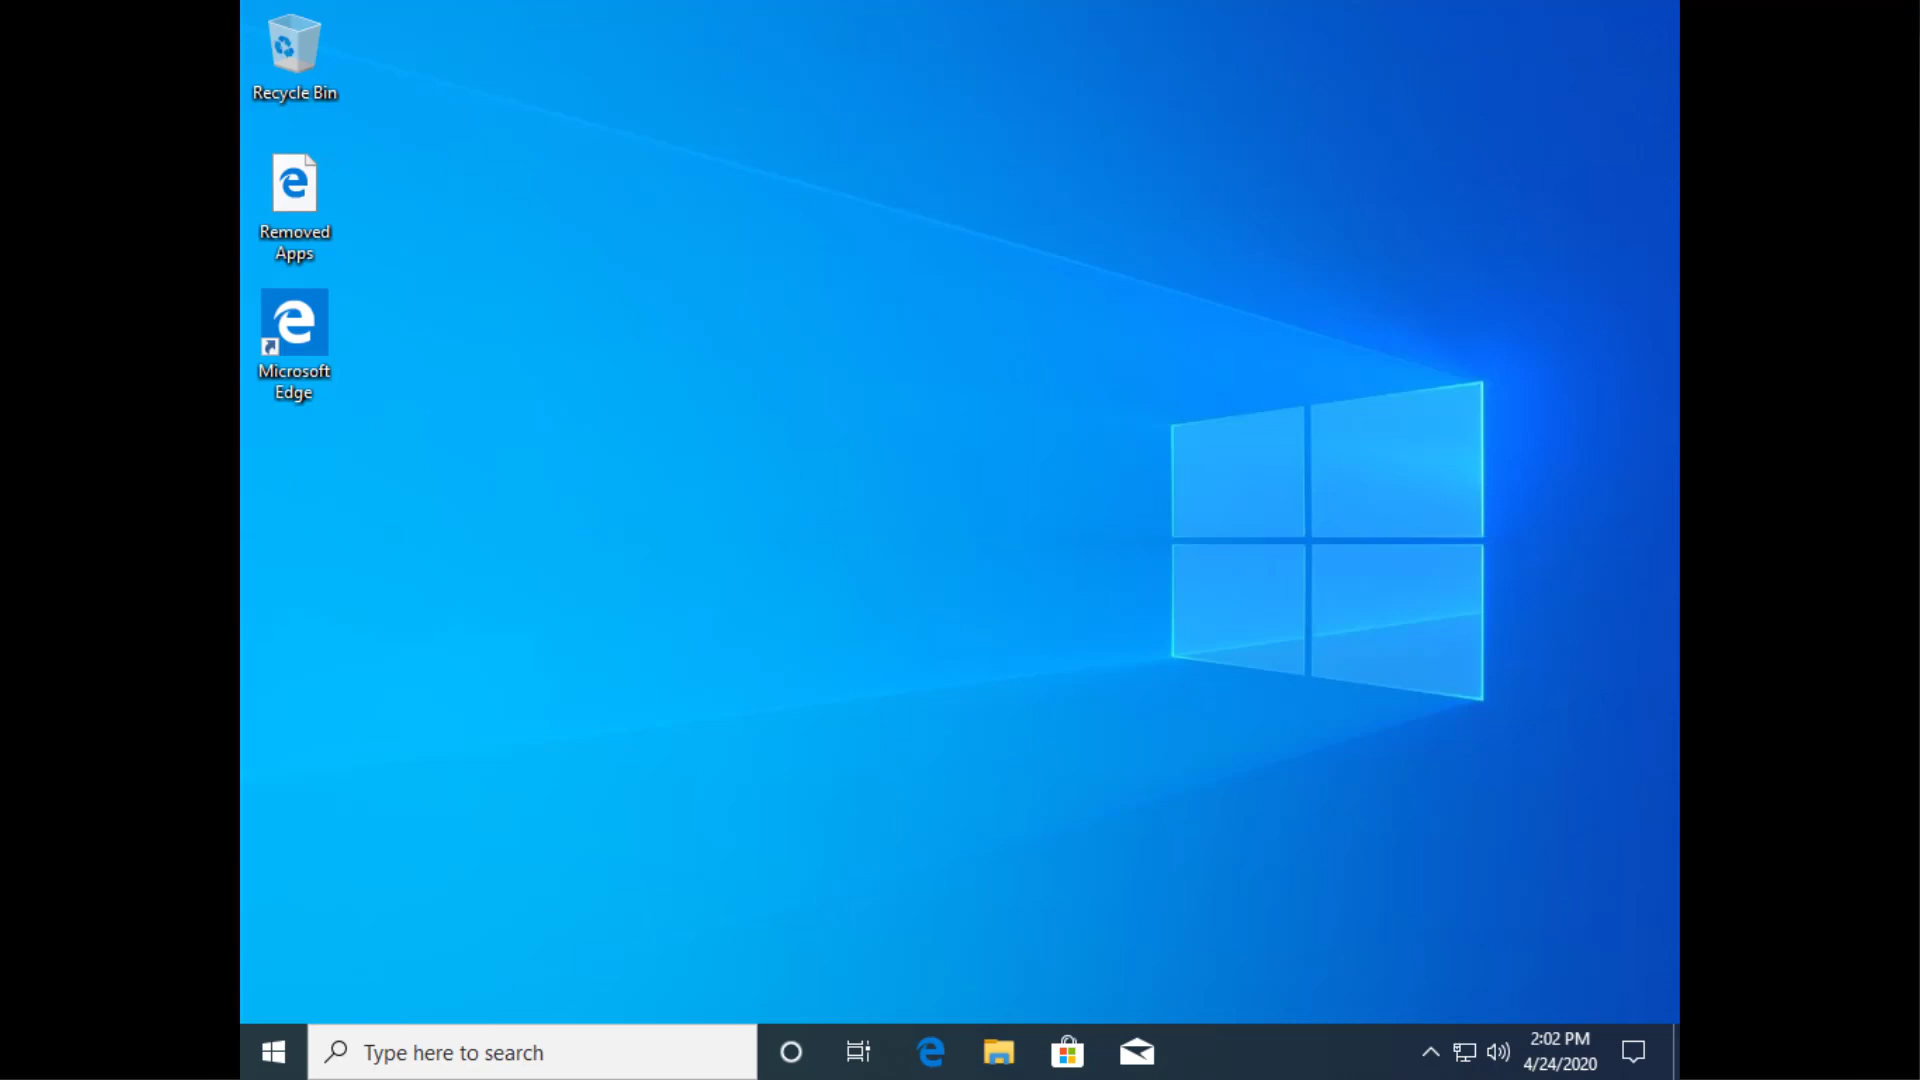 Recycle Bin
Removed
Apps
Microsoft
Edge
Type here to search
2:02 PM
4/24/2020